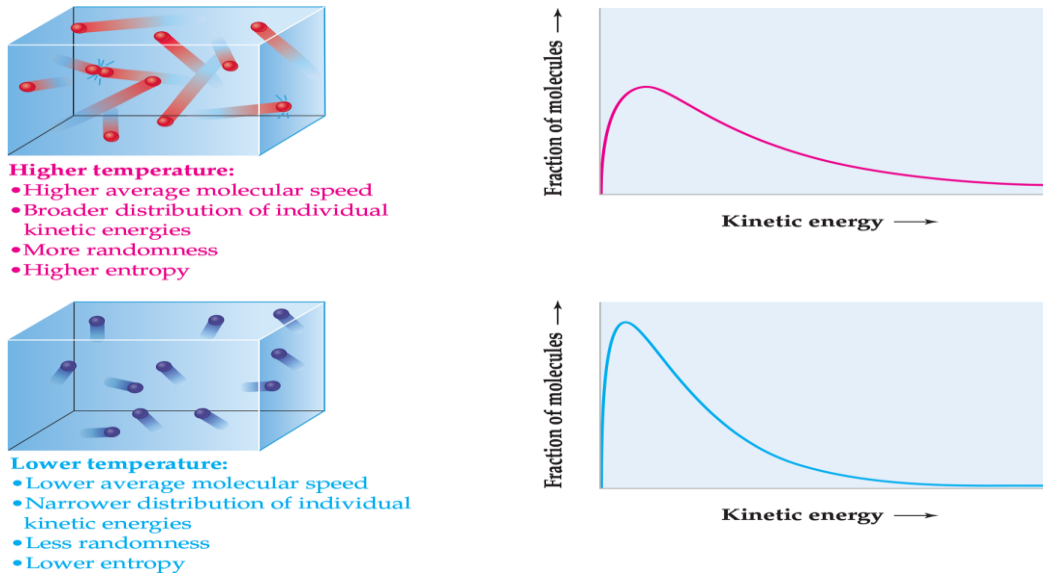 Higher temperature:
•Higher average molecular speed
•Broader distribution of individual
kinetic energies
•More randomness
•Higher entropy
Fraction of molecules →
Kinetic energy →
Lower temperature:
•Lower average molecular speed
•Narrower distribution of individual
kinetic energies
•Less randomness
•Lower entropy
Fraction of molecules →
Kinetic energy →